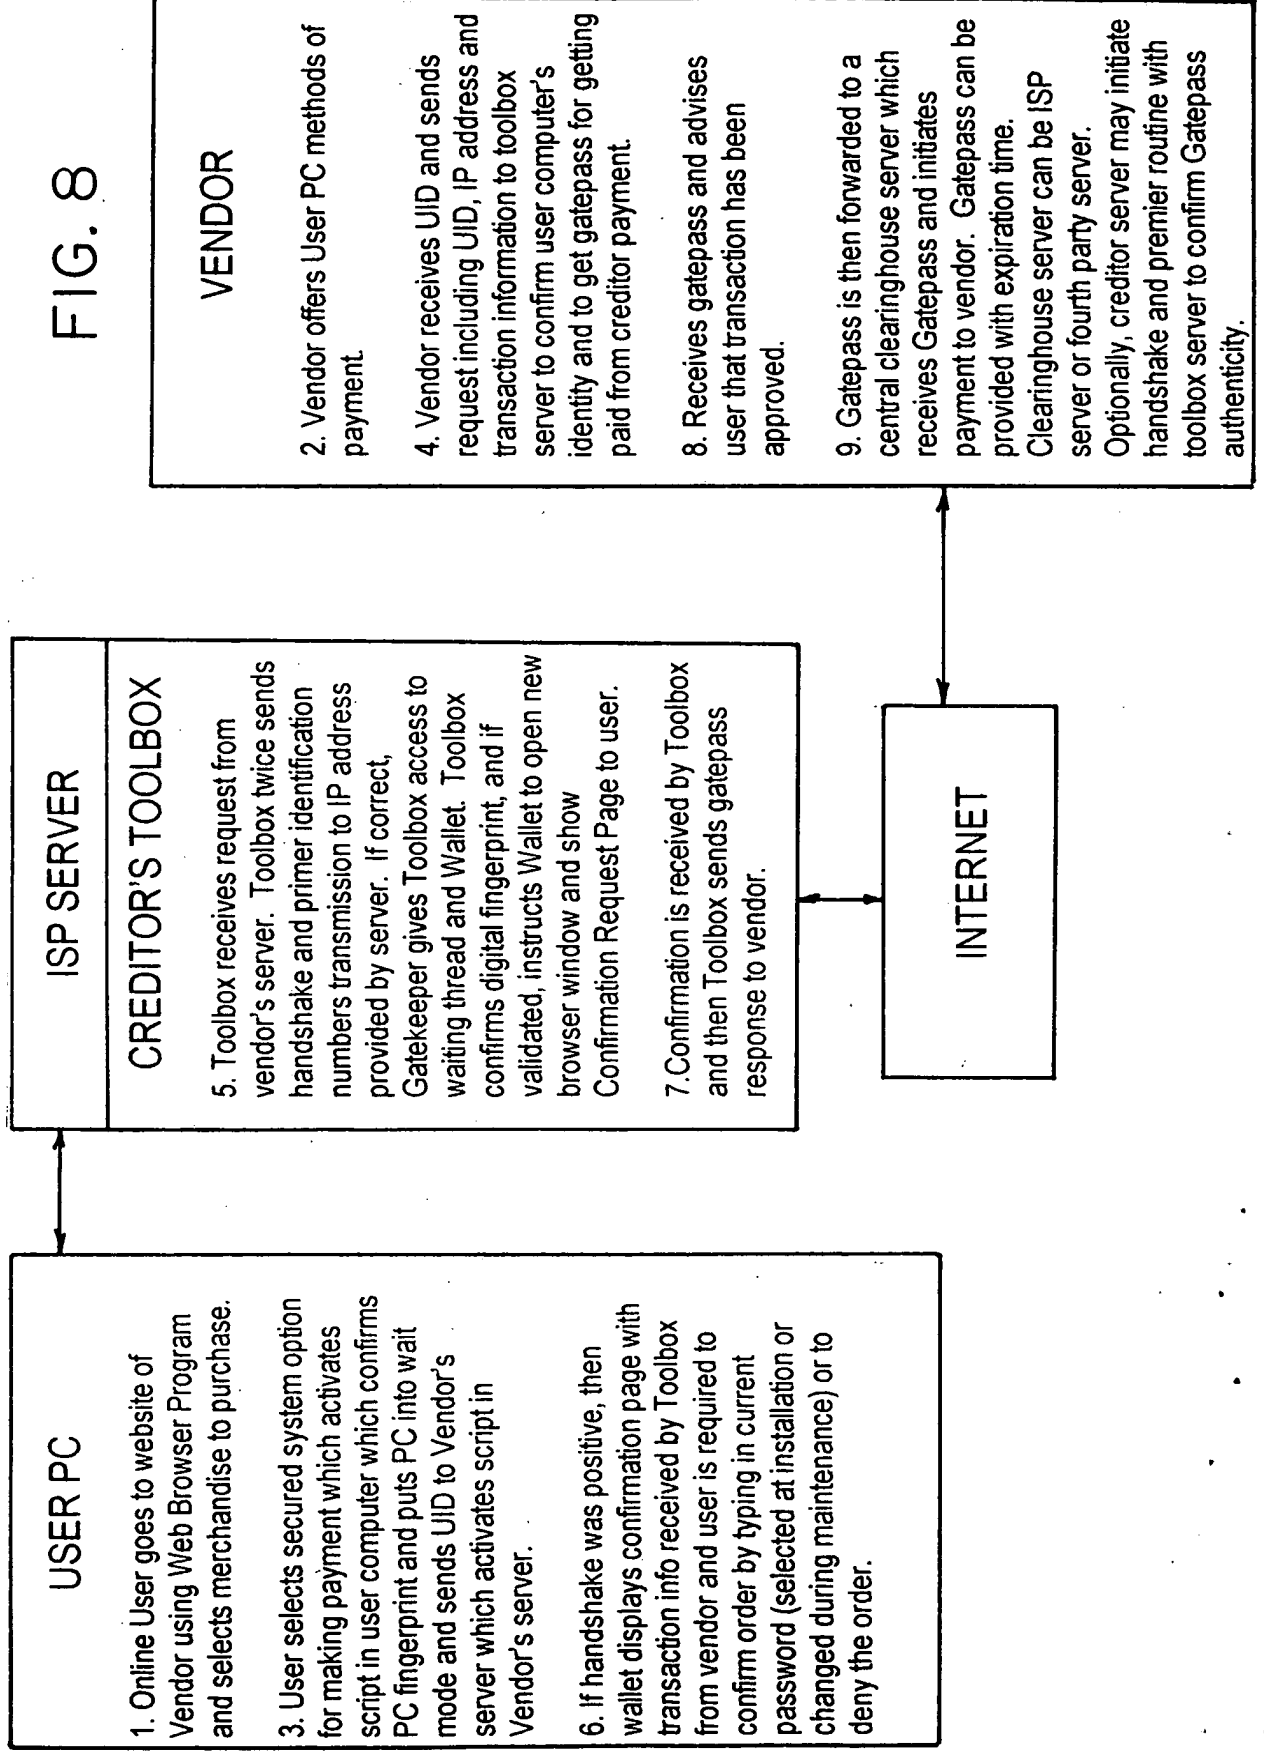 FIG. 8
USER PC
1. Online User goes to website of
Vendor using Web Browser Program
and selects merchandise to purchase.
3. User selects secured system option
for making payment which activates
script in user computer which confirms
PC fingerprint and puts PC into wait
mode and sends UID to Vendor's
server which activates script in
Vendor's server.
6. If handshake was positive, then
wallet displays confirmation page with
transaction info received by Toolbox
from vendor and user is required to
confirm order by typing in current
password (selected at installation or
changed during maintenance) or to
deny the order.
ISP SERVER
CREDITOR'S TOOLBOX
5. Toolbox receives request from
vendor's server. Toolbox twice sends
handshake and primer identification
numbers transmission to IP address
provided by server. If correct,
Gatekeeper gives Toolbox access to
waiting thread and Wallet. Toolbox
confirms digital fingerprint, and if
validated, instructs Wallet to open new
browser window and show
Confirmation Request Page to user.
7.Confirmation is received by Toolbox
and then Toolbox sends gatepass
response to vendor.
INTERNET
VENDOR
2. Vendor offers User PC methods of
payment.
4. Vendor receives UID and sends
request including UID, IP address and
transaction information to toolbox
server to confirm user computer's
identity and to get gatepass for getting
paid from creditor payment.
8. Receives gatepass and advises
user that transaction has been
approved.
9. Gatepass is then forwarded to a
central clearinghouse server which
receives Gatepass and initiates
payment to vendor. Gatepass can be
provided with expiration time.
Clearinghouse server can be ISP
server or fourth party server.
Optionally, creditor server may initiate
handshake and premier routine with
toolbox server to confirm Gatepass
authenticity.